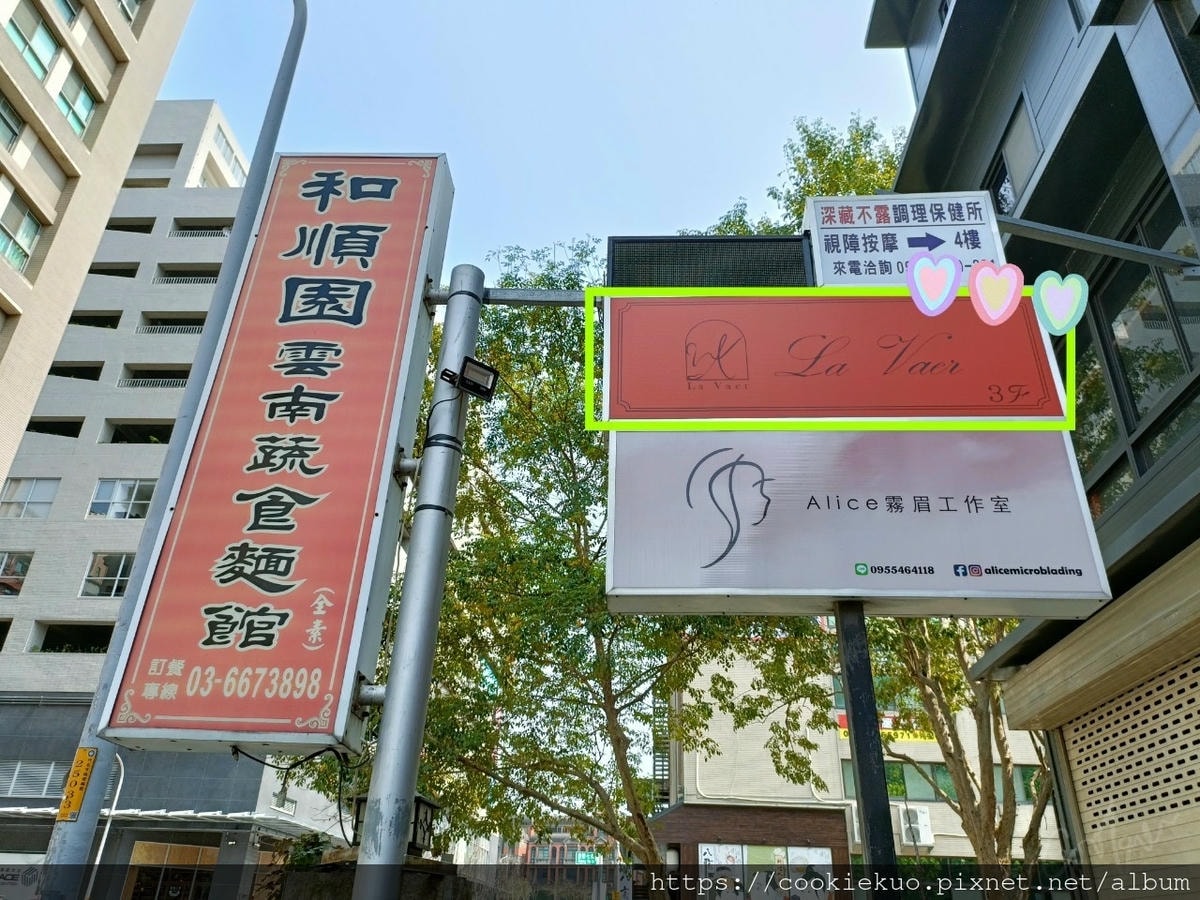 和順園雲南蔬食麵館
(全素)
訂餐
專線 03-6673898
25033
深藏不露調理保健所
視障按摩 → 4樓
來電洽詢 09
La Vaer
La Vaer
3F
Alice霧眉工作室
0955464118 alicemicroblading
https://cookiekuo.pixnet.net/album